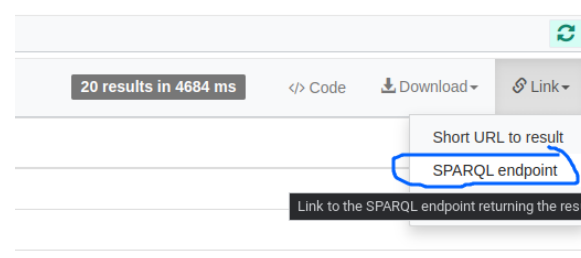 20 results in 4684 ms </> Code Download Link
Short URL to result
SPARQL endpoint
Link to the SPARQL endpoint returning the res